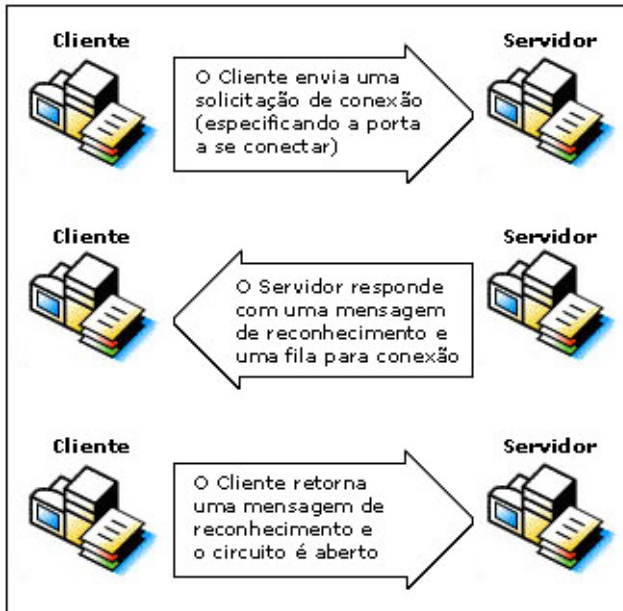 Cliente
Servidor
O Cliente envia uma
solicitação de conexão
(especificando a porta
a se conectar)
Cliente
Servidor
O Servidor responde
com uma mensagem
de reconhecimento e
uma fila para conexão
Cliente
Servidor
O Cliente retorna
uma mensagem de
reconhecimento e
o circuito é aberto